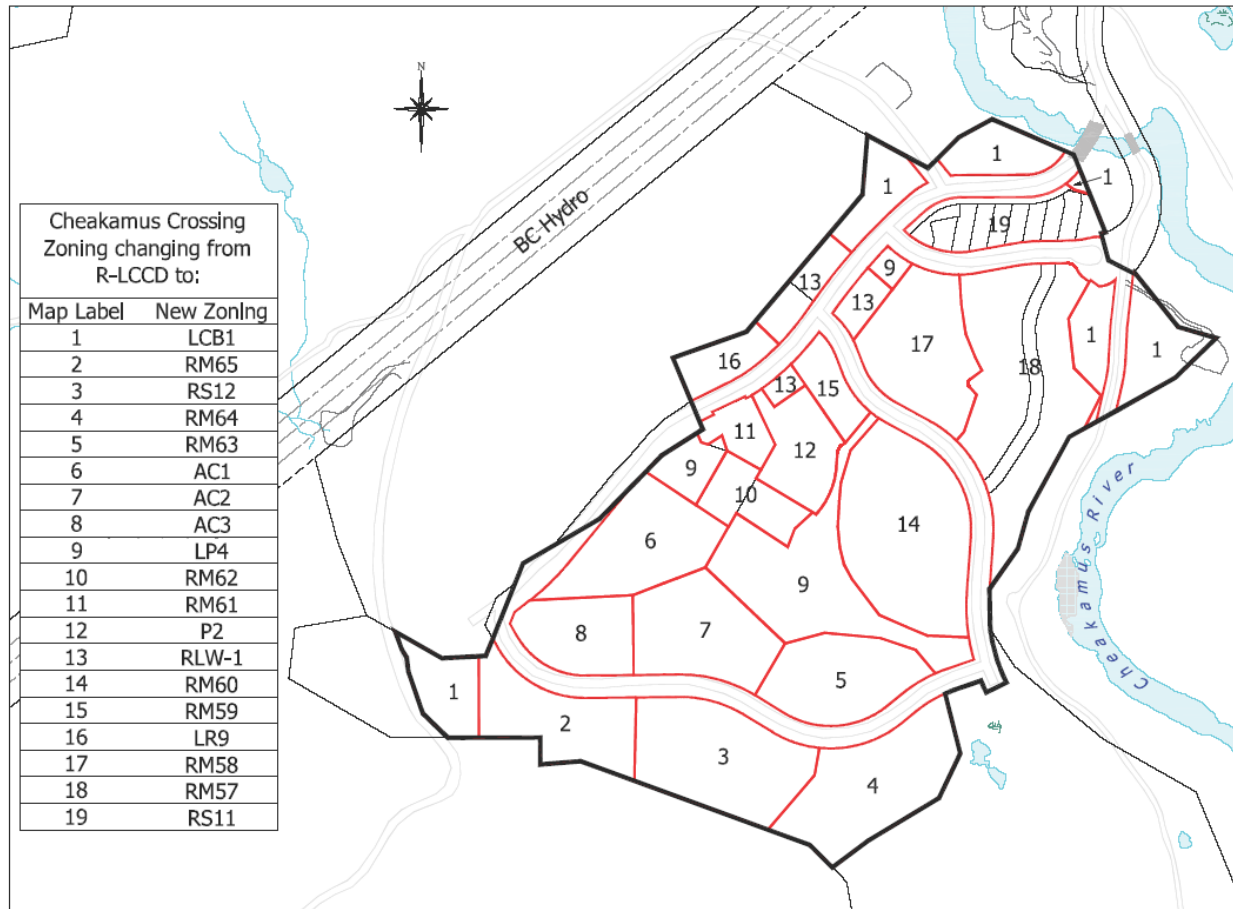 N
BC Hydro
Cheakamus Crossing
Zoning changing from
R-LCCD to:
Map Label New Zoning
1 LCB1
2 RM65
3 RS12
4 RM64
5 RM63
6 AC1
7 AC2
8 AC3
9 LP4
10 RM62
11 RM61
12 P2
13 RLW-1
14 RM60
15 RM59
16 LR9
17 RM58
18 RM57
19 RS11
1
1
1
19
9
13
13
17
1
1
18
16
13
15
11
12
9
10
14
6
9
8
7
5
1
2
3
4
Cheakamus River